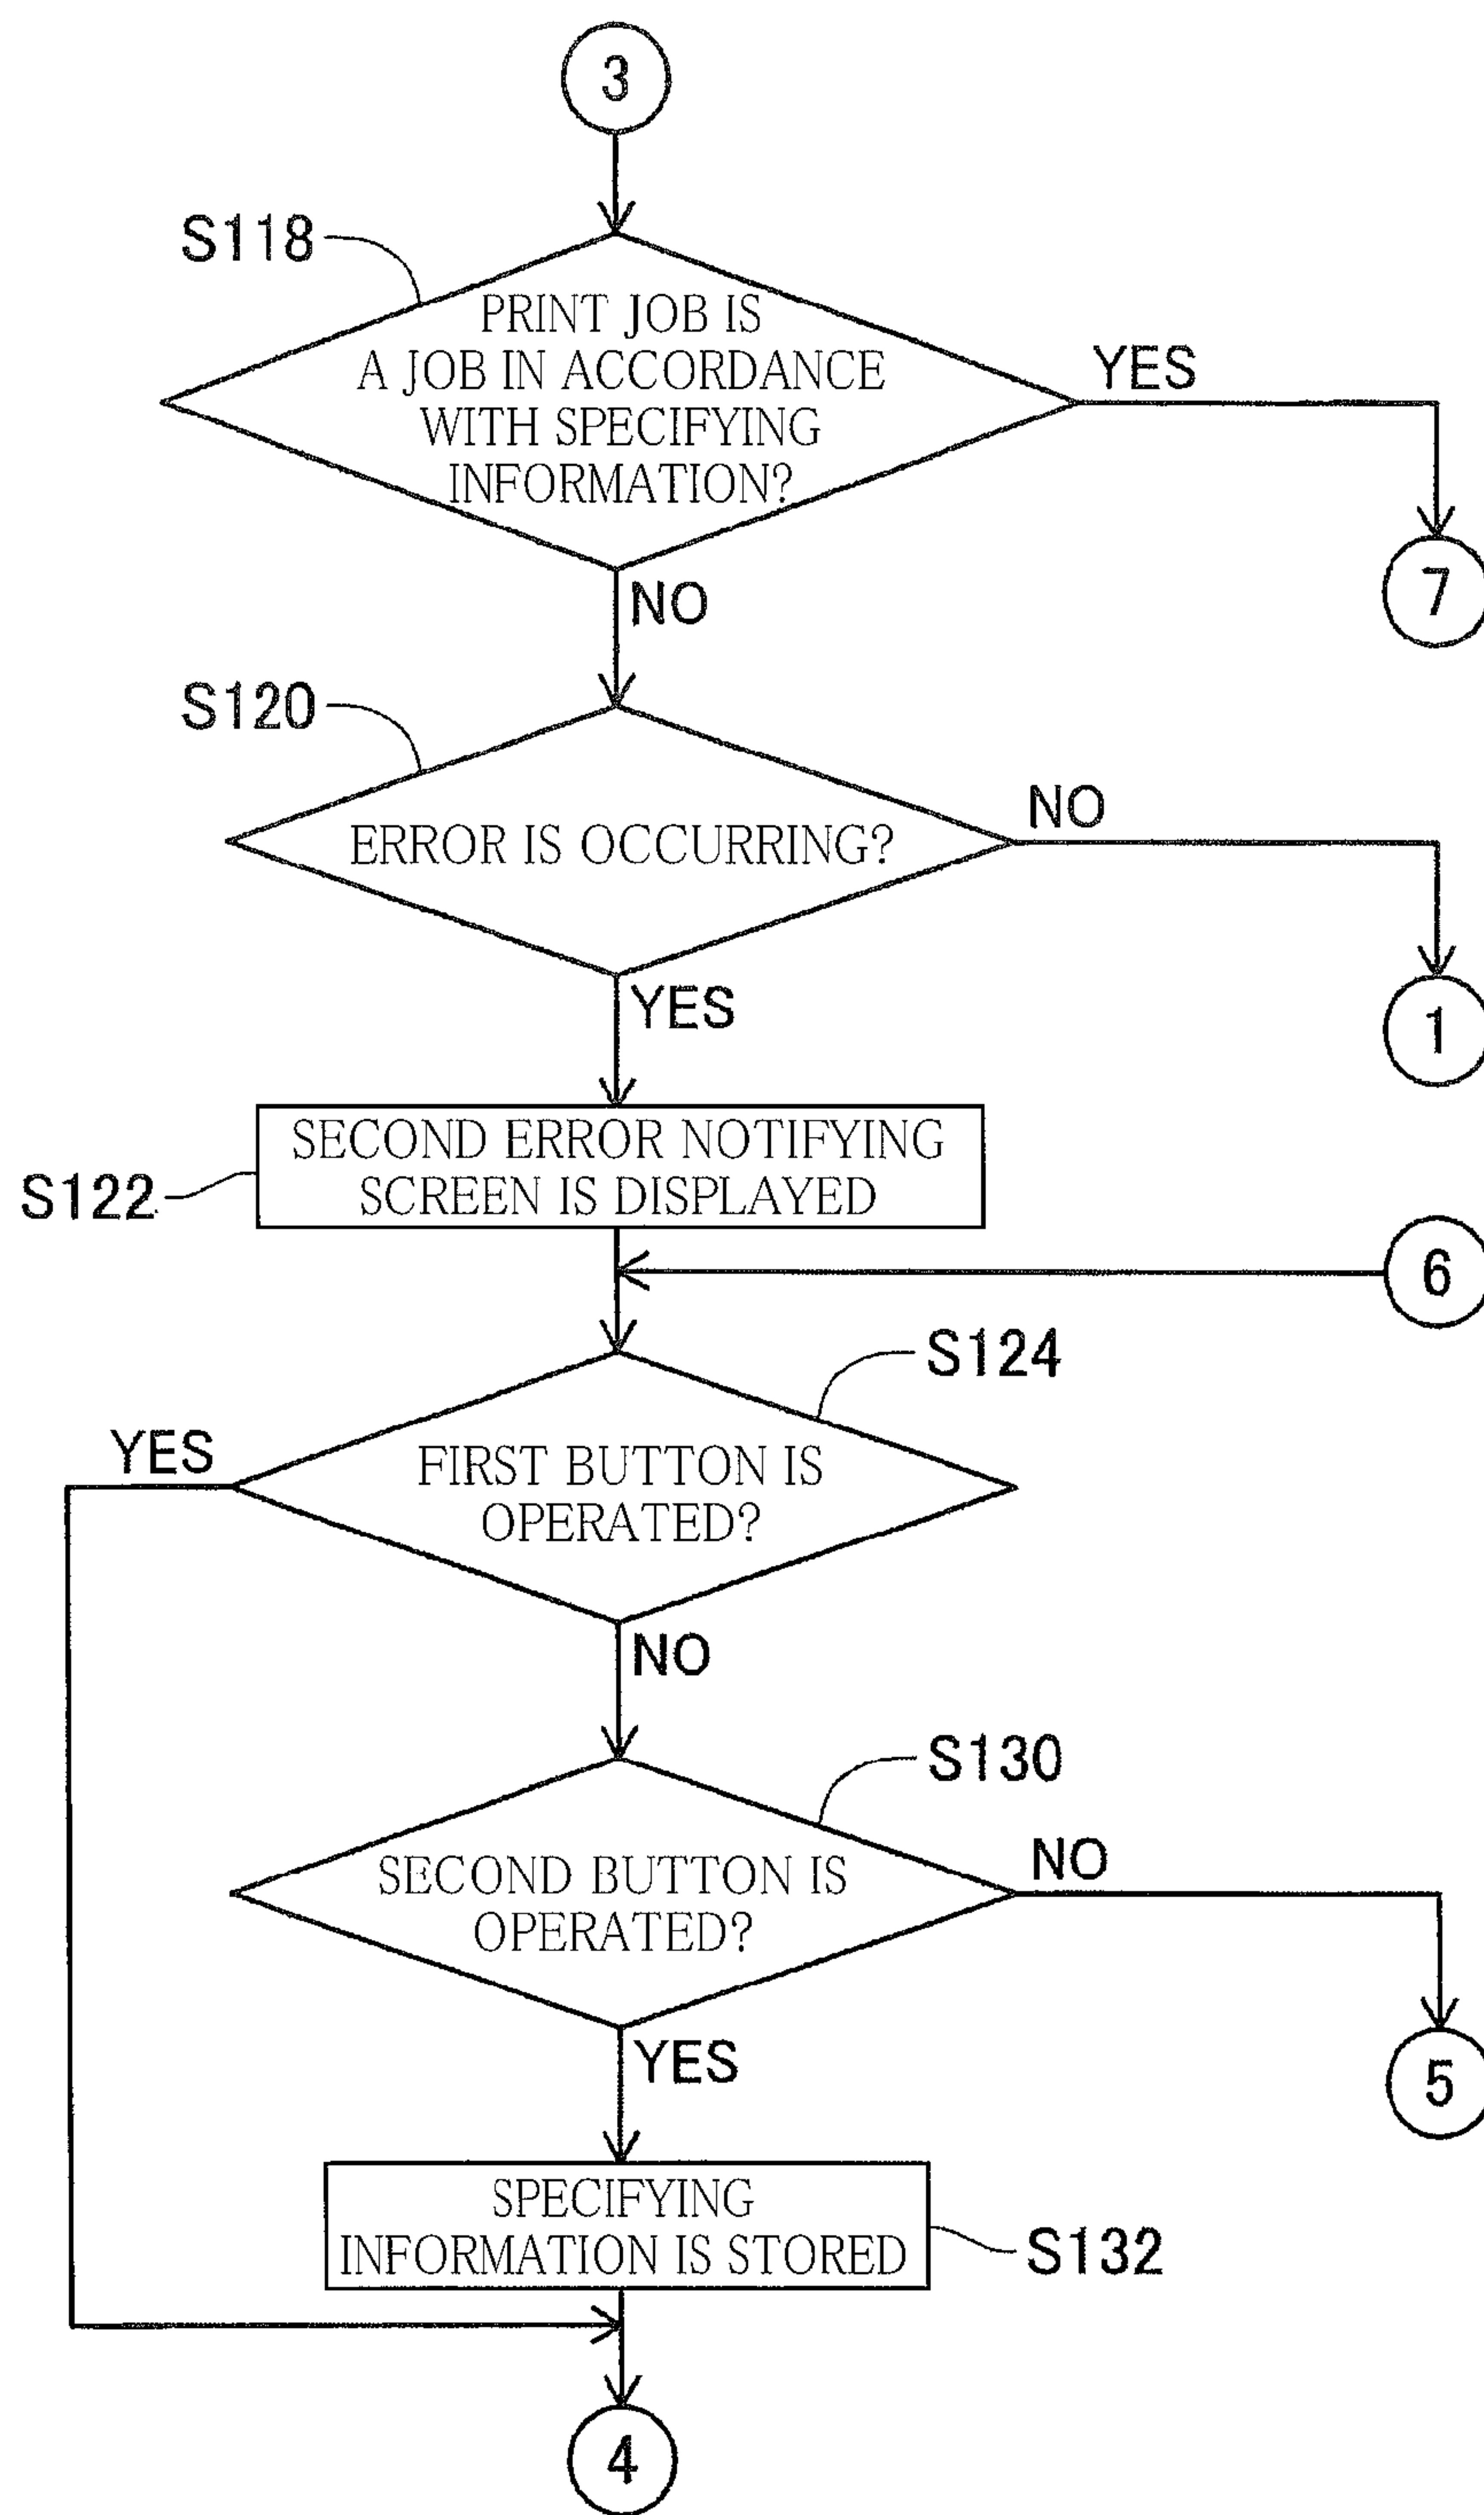 3
S118
PRINT JOB IS
A JOB IN ACCORDANCE
WITH SPECIFYING
INFORMATION?
YES
7
NO
S120
ERROR IS OCCURRING?
NO
1
YES
SECOND ERROR NOTIFYING
SCREEN IS DISPLAYED
S122
6
S124
YES
FIRST BUTTON IS
OPERATED?
NO
S130
SECOND BUTTON IS
OPERATED?
NO
5
YES
SPECIFYING
INFORMATION IS STORED
S132
4